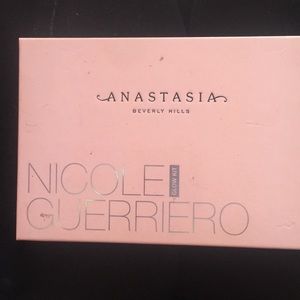 ANASTASIA
BEVERLY HILLS
NICOLE
GLOW KIT
GUERRIERO